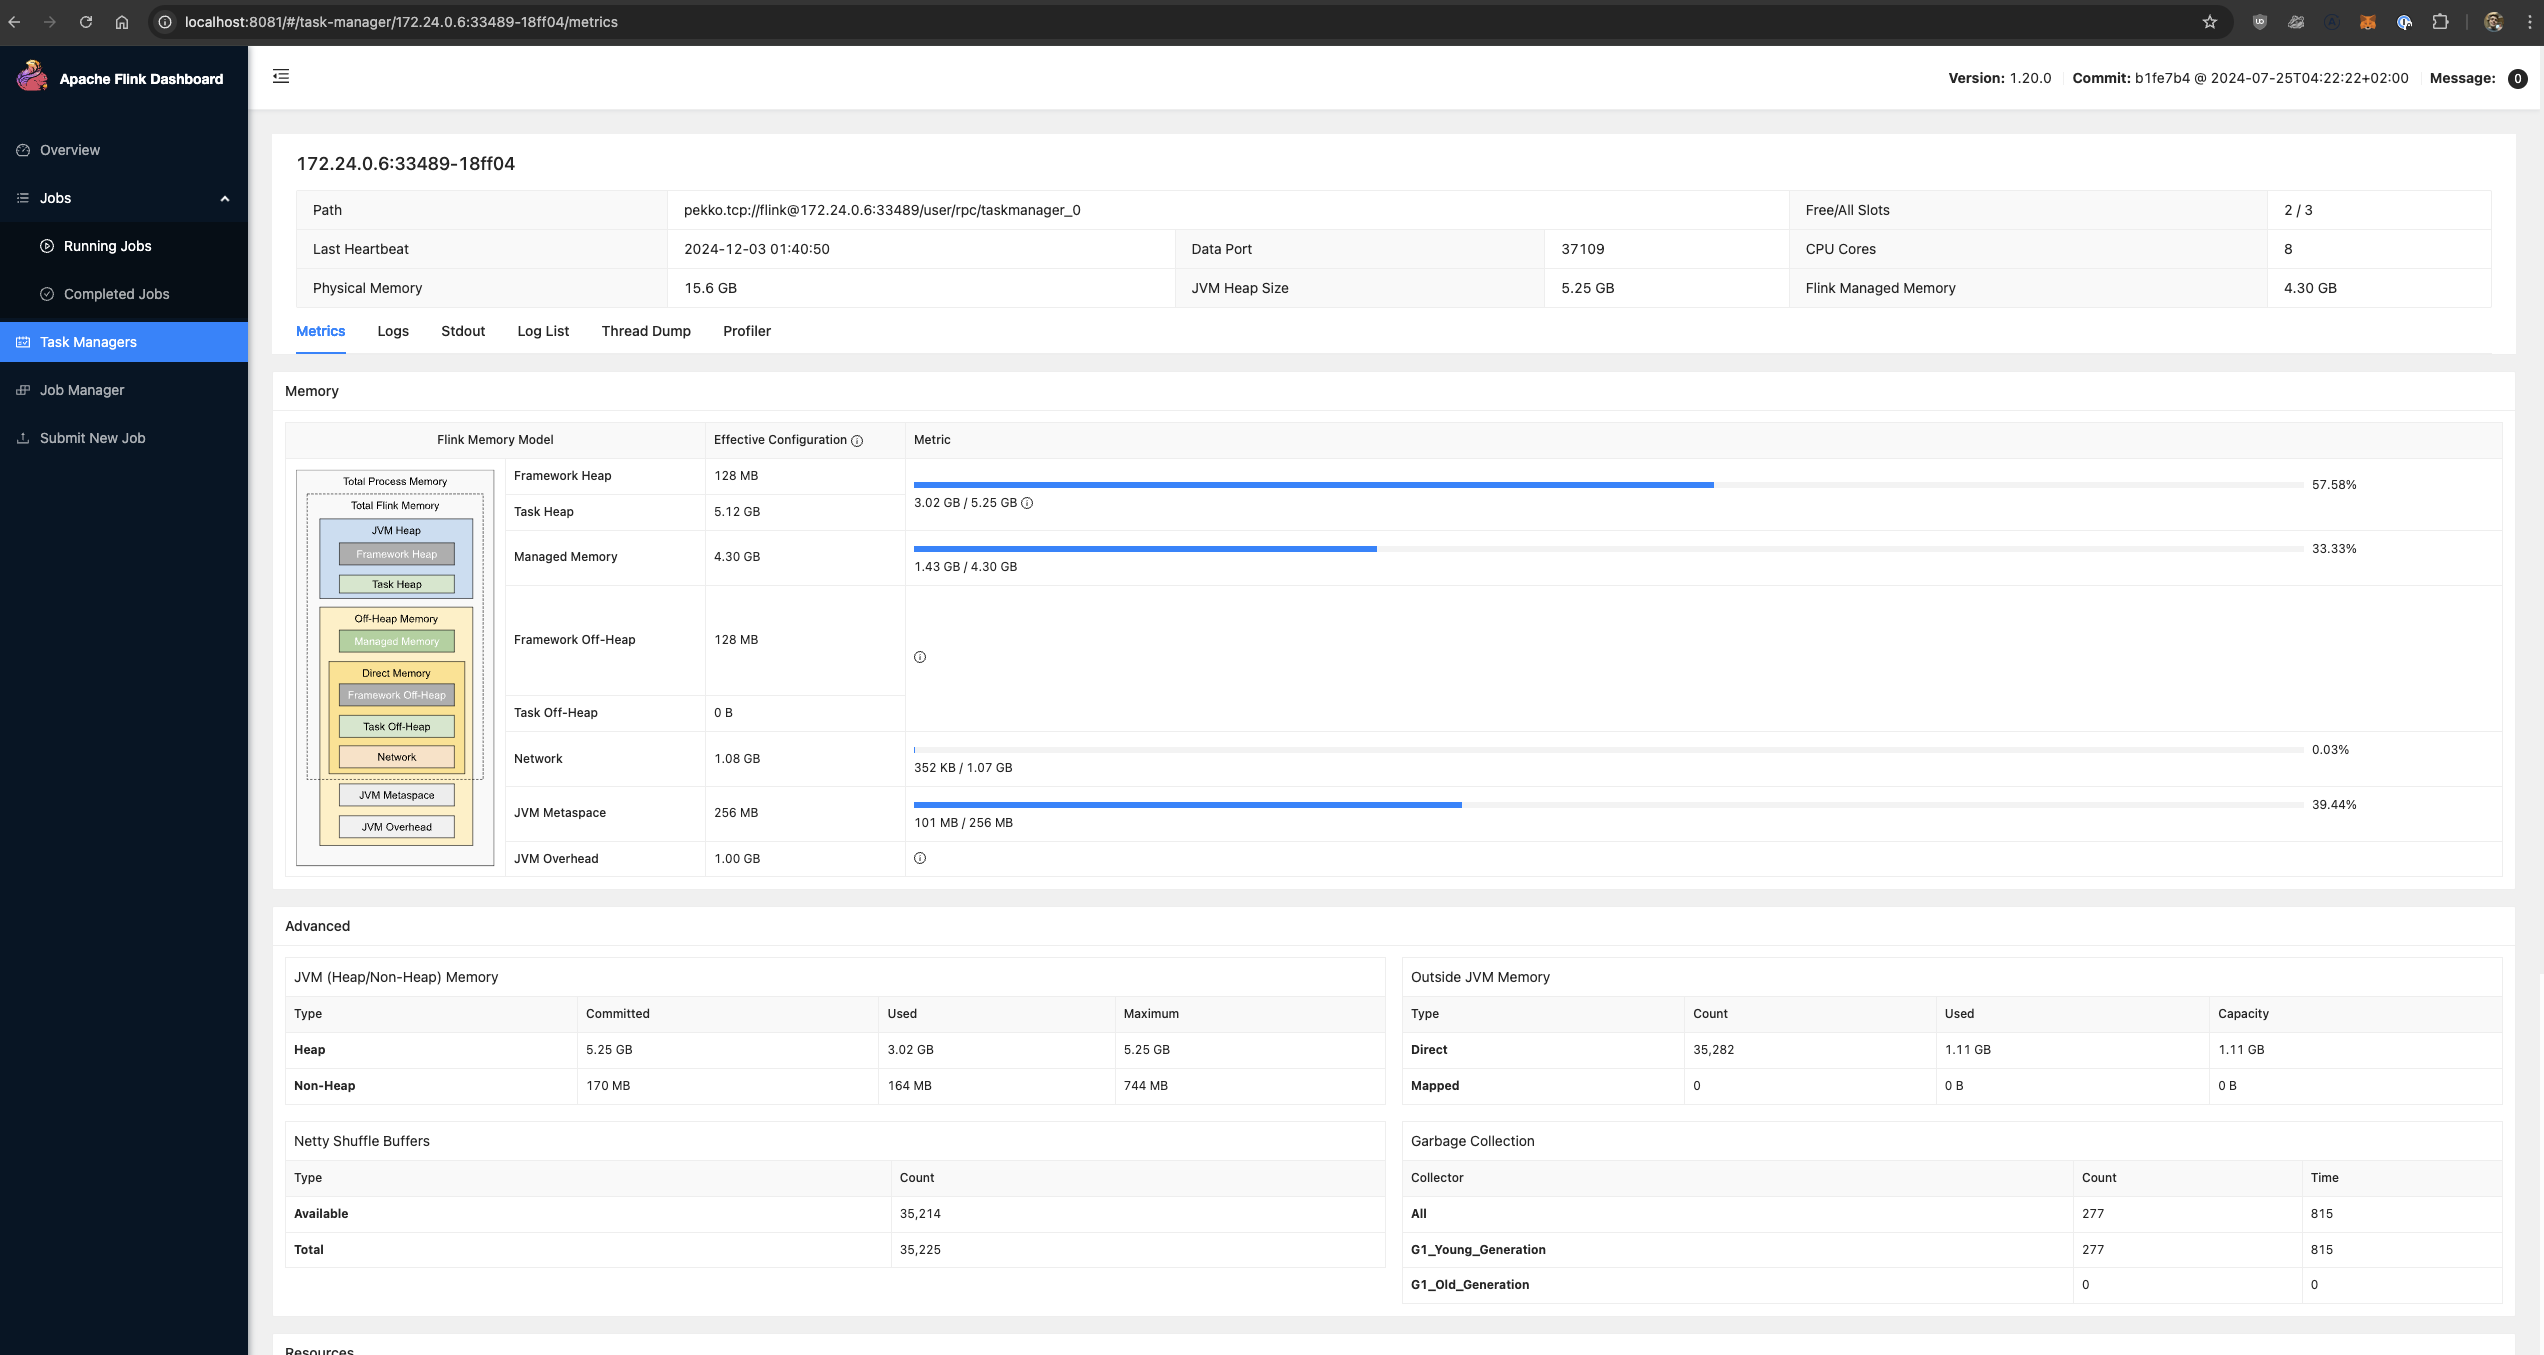 localhost:8081/#/task-manager/172.24.0.6:33489-18ff04/metrics
Apache Flink Dashboard
Version: 1.20.0 Commit: b1fe7b4 @ 2024-07-25T04:22:22+02:00 Message: 0
Overview
Jobs
Running Jobs
Completed Jobs
Task Managers
Job Manager
Submit New Job
172.24.0.6:33489-18ff04
Path pekko.tcp://flink@172.24.0.6:33489/user/rpc/taskmanager_0 Free/All Slots 2 / 3
Last Heartbeat 2024-12-03 01:40:50 Data Port 37109 CPU Cores 8
Physical Memory 15.6 GB JVM Heap Size 5.25 GB Flink Managed Memory 4.30 GB
Metrics Logs Stdout Log List Thread Dump Profiler
Memory
Flink Memory Model Effective Configuration Metric
Total Process Memory
Total Flink Memory
JVM Heap
Framework Heap
Task Heap
Off-Heap Memory
Managed Memory
Direct Memory
Framework Off-Heap
Task Off-Heap
Network
JVM Metaspace
JVM Overhead
Framework Heap 128 MB
57.58%
3.02 GB / 5.25 GB
Task Heap 5.12 GB
33.33%
Managed Memory 4.30 GB
1.43 GB / 4.30 GB
Framework Off-Heap 128 MB
Task Off-Heap 0 B
0.03%
Network 1.08 GB
352 KB / 1.07 GB
39.44%
JVM Metaspace 256 MB
101 MB / 256 MB
JVM Overhead 1.00 GB
Advanced
JVM (Heap/Non-Heap) Memory
Type Committed Used Maximum
Heap 5.25 GB 3.02 GB 5.25 GB
Non-Heap 170 MB 164 MB 744 MB
Outside JVM Memory
Type Count Used Capacity
Direct 35,282 1.11 GB 1.11 GB
Mapped 0 0 B 0 B
Netty Shuffle Buffers
Type Count
Available 35,214
Total 35,225
Garbage Collection
Collector Count Time
All 277 815
G1_Young_Generation 277 815
G1_Old_Generation 0 0
Resources